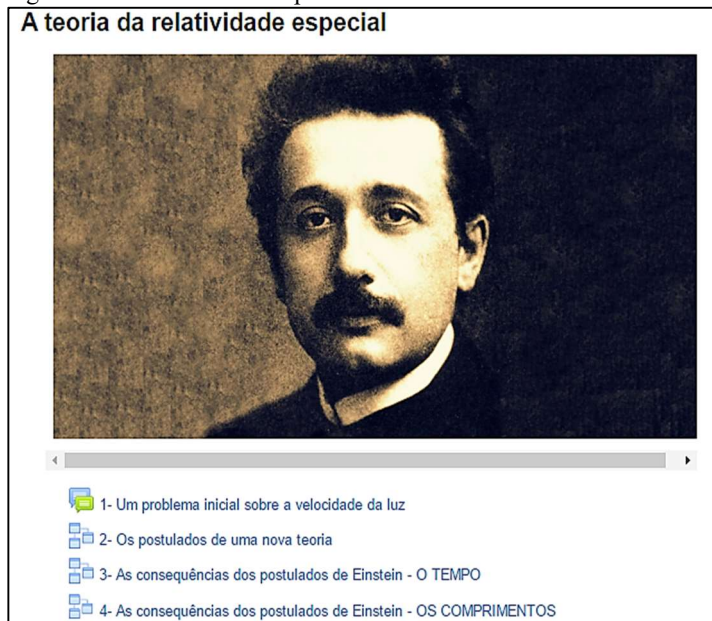 A teoria da relatividade especial
1- Um problema inicial sobre a velocidade da luz
2- Os postulados de uma nova teoria
3- As consequências dos postulados de Einstein - O TEMPO
4- As consequências dos postulados de Einstein - OS COMPRIMENTOS